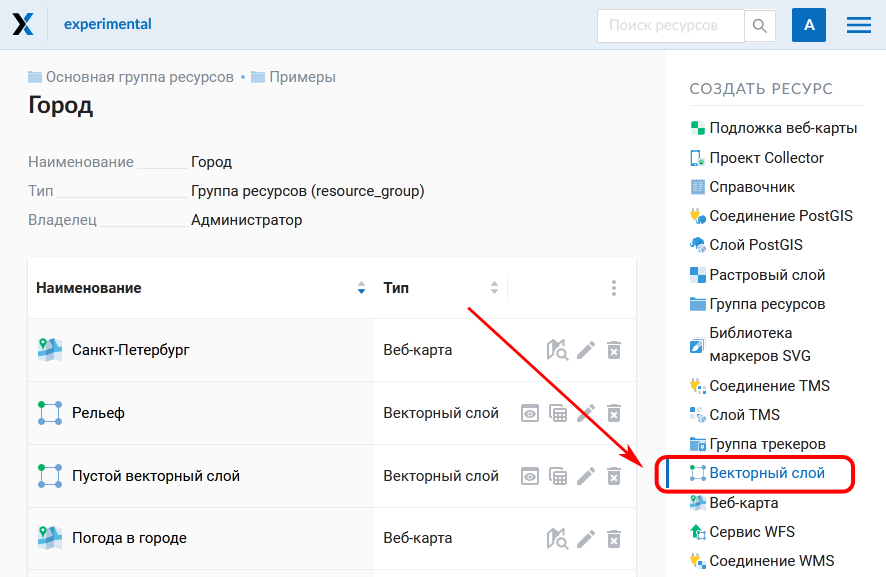 experimental
Поиск ресурсов
A
Основная группа ресурсов • Примеры
Город
Наименование Город
Тип Группа ресурсов (resource_group)
Владелец Администратор
Наименование Тип
Санкт-Петербург Веб-карта
Рельеф Векторный слой
Пустой векторный слой Векторный слой
Погода в городе Веб-карта
СОЗДАТЬ РЕСУРС
Подложка веб-карты
Проект Collector
Справочник
Соединение PostGIS
Слой PostGIS
Растровый слой
Группа ресурсов
Библиотека
маркеров SVG
Соединение TMS
Слой TMS
Группа трекеров
Векторный слой
Веб-карта
Сервис WFS
Соединение WMS